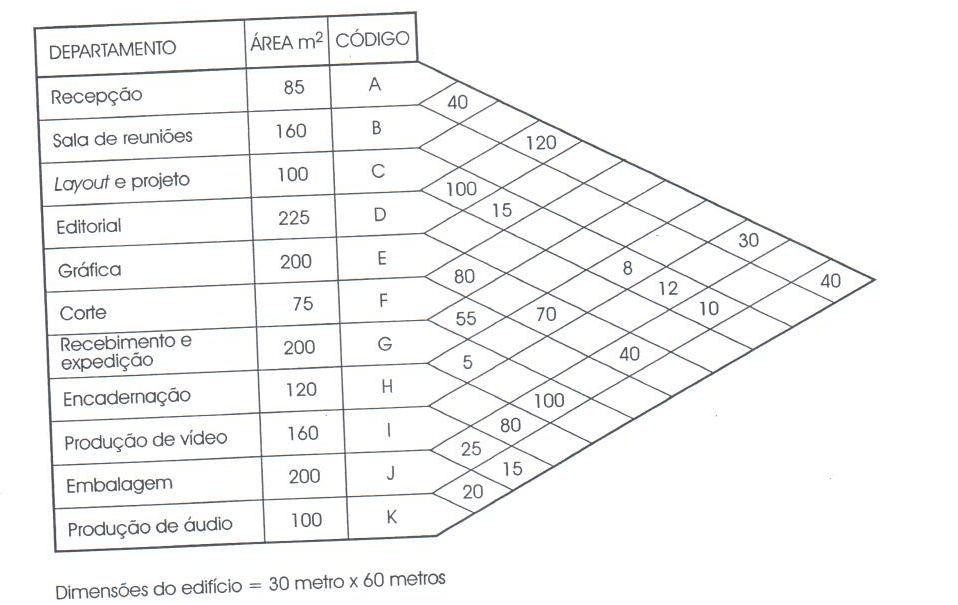 DEPARTAMENTO ÁREA m² CÓDIGO
Recepção 85 A
40
Sala de reuniões 160 B
120
Layout e projeto 100 C
100
15
Editorial 225 D
30
Gráfica 200 E
80
8
12
40
Corte 75 F
55
70
10
Recebimento e
expedição 200 G
5
40
Encadernação 120 H
100
Produção de vídeo 160 I
80
25
Embalagem 200 J
15
20
Produção de áudio 100 K
Dimensões do edifício = 30 metro x 60 metros